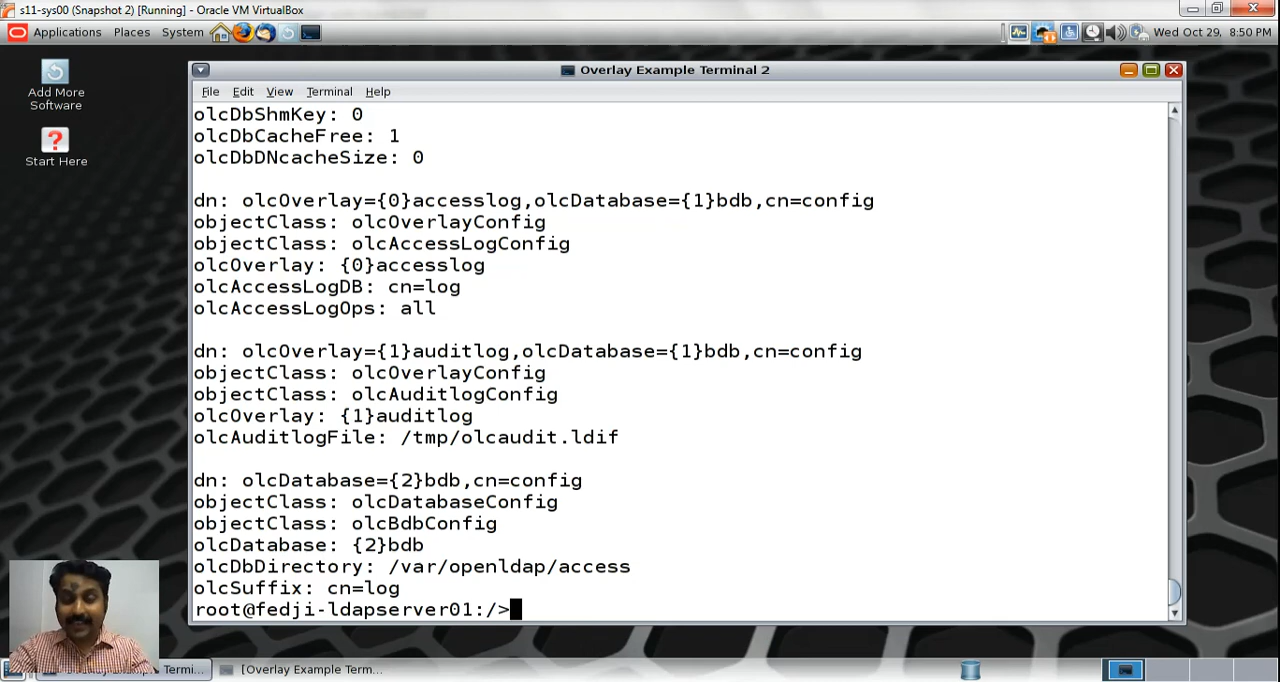 s11-sys00 (Snapshot 2) [Running] - Oracle VM VirtualBox
Applications Places System Wed Oct 29, 8:50 PM
Add More
Software
Start Here
Overlay Example Terminal 2
File Edit View Terminal Help
olcDbShmKey: 0
olcDbCacheFree: 1
olcDbDNcacheSize: 0
dn: olcOverlay={0}accesslog,olcDatabase={1}bdb,cn=config
objectClass: olcOverlayConfig
objectClass: olcAccessLogConfig
olcOverlay: {0}accesslog
olcAccessLogDB: cn=log
olcAccessLogOps: all
dn: olcOverlay={1}auditlog,olcDatabase={1}bdb,cn=config
objectClass: olcOverlayConfig
objectClass: olcAuditlogConfig
olcOverlay: {1}auditlog
olcAuditlogFile: /tmp/olcaudit.ldif
dn: olcDatabase={2}bdb,cn=config
objectClass: olcDatabaseConfig
objectClass: olcBdbConfig
olcDatabase: {2}bdb
olcDbDirectory: /var/openldap/access
olcSuffix: cn=log
root@fedji-ldapserver01:/>
Termi... [Overlay Example Term...